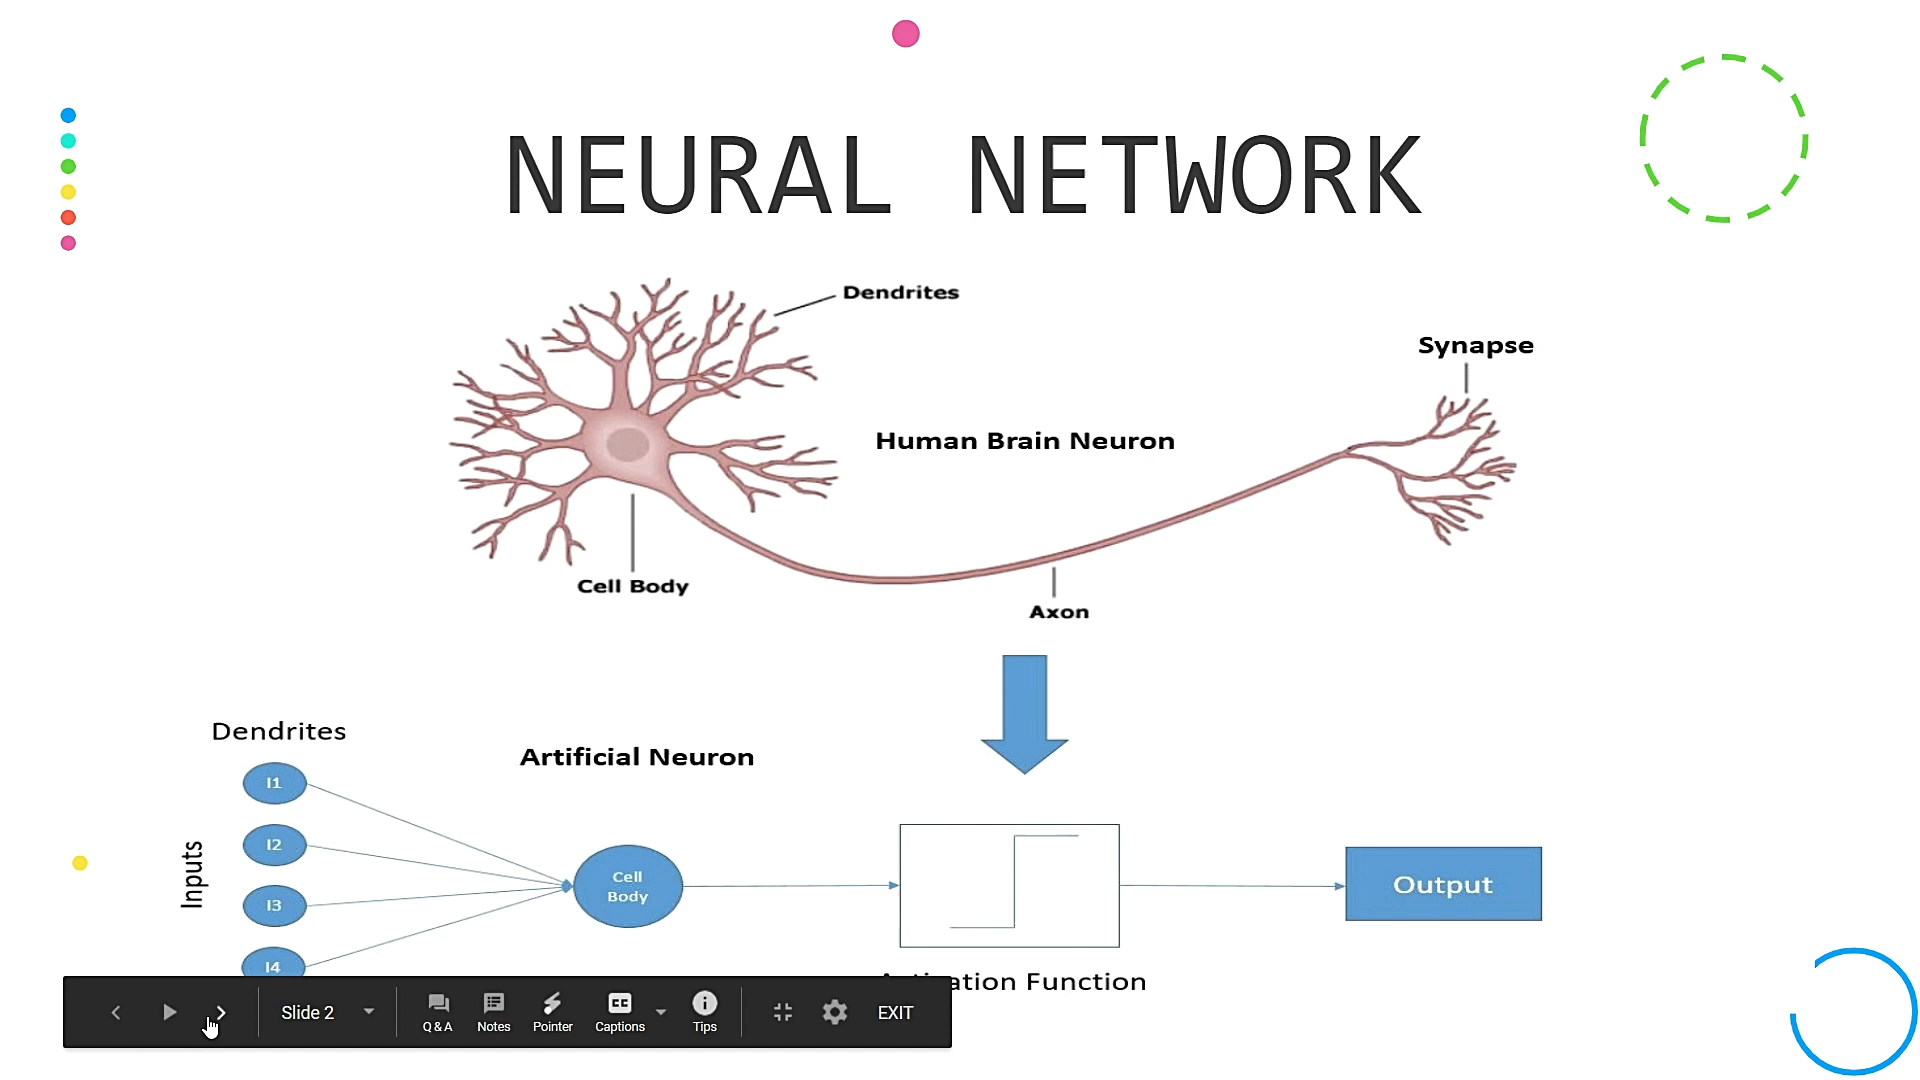 NEURAL NETWORK
Dendrites
Synapse
Human Brain Neuron
Cell Body
Axon
Dendrites
Artificial Neuron
Inputs
I1
I2
I3
I4
Cell
Body
Output
Function
Slide 2
Q & A
Notes
Pointer
Captions
Tips
EXIT